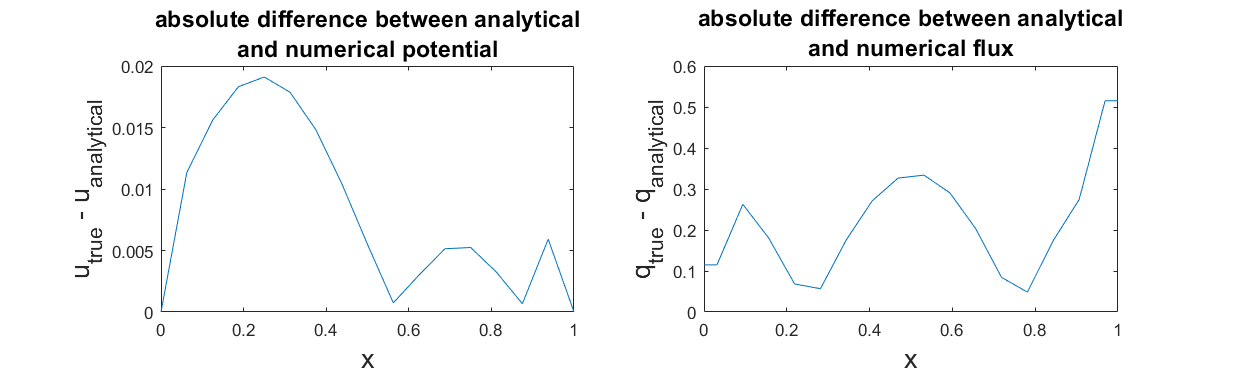 absolute difference between analytical
and numerical potential
0.02
0.015
0.01
0.005
0
u_true - u_analytical
0 0.2 0.4 0.6 0.8 1
x
absolute difference between analytical
and numerical flux
0.6
0.5
0.4
0.3
0.2
0.1
0
q_true - q_analytical
0 0.2 0.4 0.6 0.8 1
x